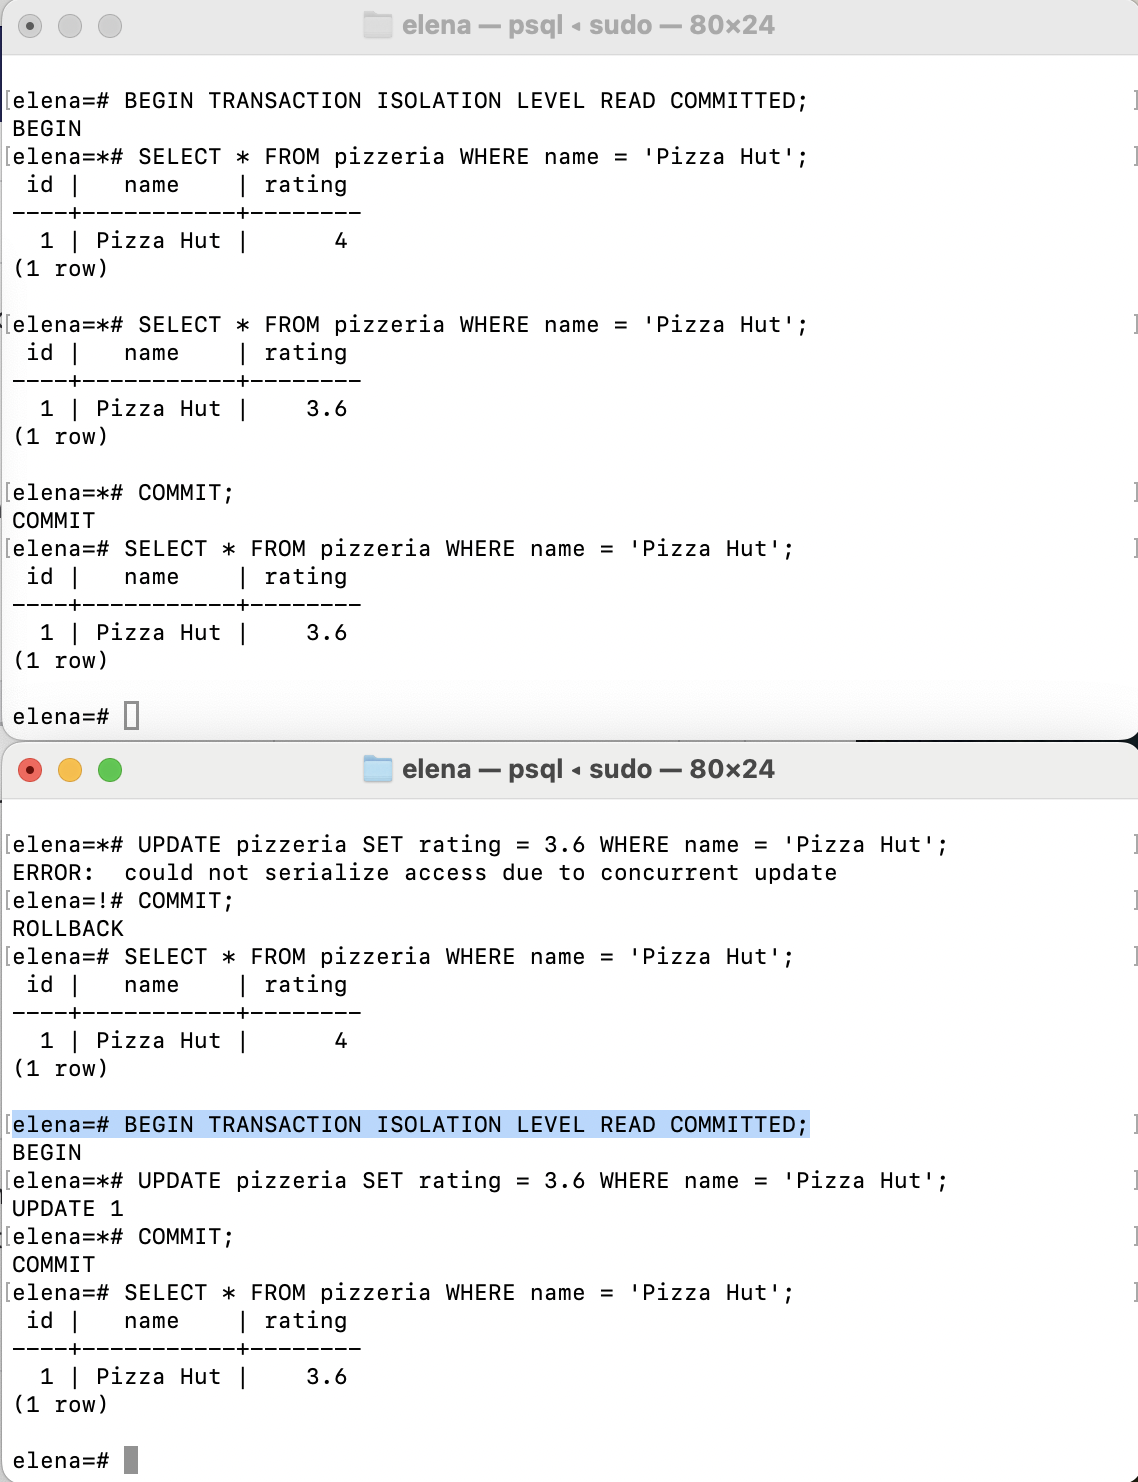 elena — psql ◂ sudo — 80×24
[elena=# BEGIN TRANSACTION ISOLATION LEVEL READ COMMITTED; ]
BEGIN
[elena=*# SELECT * FROM pizzeria WHERE name = 'Pizza Hut'; ]
 id |   name    | rating
----+-----------+--------
  1 | Pizza Hut |      4
(1 row)
[elena=*# SELECT * FROM pizzeria WHERE name = 'Pizza Hut'; ]
 id |   name    | rating
----+-----------+--------
  1 | Pizza Hut |    3.6
(1 row)
[elena=*# COMMIT; ]
COMMIT
[elena=# SELECT * FROM pizzeria WHERE name = 'Pizza Hut'; ]
 id |   name    | rating
----+-----------+--------
  1 | Pizza Hut |    3.6
(1 row)
elena=#
elena — psql ◂ sudo — 80×24
[elena=*# UPDATE pizzeria SET rating = 3.6 WHERE name = 'Pizza Hut'; ]
ERROR:  could not serialize access due to concurrent update
[elena=!# COMMIT; ]
ROLLBACK
[elena=# SELECT * FROM pizzeria WHERE name = 'Pizza Hut'; ]
 id |   name    | rating
----+-----------+--------
  1 | Pizza Hut |      4
(1 row)
[elena=# BEGIN TRANSACTION ISOLATION LEVEL READ COMMITTED; ]
BEGIN
[elena=*# UPDATE pizzeria SET rating = 3.6 WHERE name = 'Pizza Hut'; ]
UPDATE 1
[elena=*# COMMIT; ]
COMMIT
[elena=# SELECT * FROM pizzeria WHERE name = 'Pizza Hut'; ]
 id |   name    | rating
----+-----------+--------
  1 | Pizza Hut |    3.6
(1 row)
elena=#